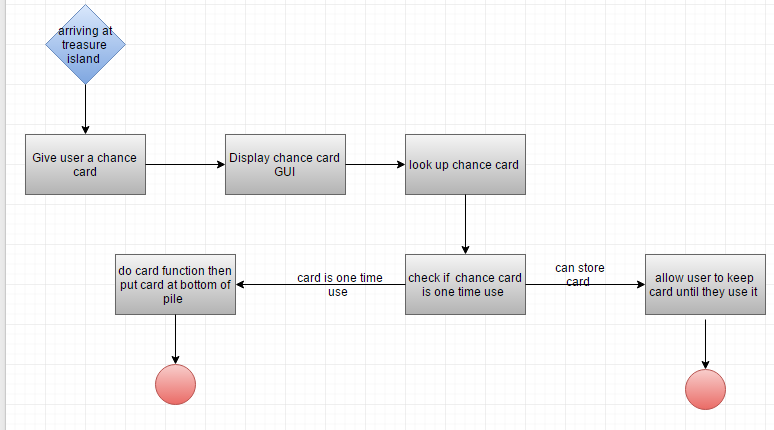 arriving at
treasure
island
Give user a chance
card
Display chance card
GUI
look up chance card
do card function then
put card at bottom of
pile
card is one time
use
check if chance card
is one time use
can store
card
allow user to keep
card until they use it